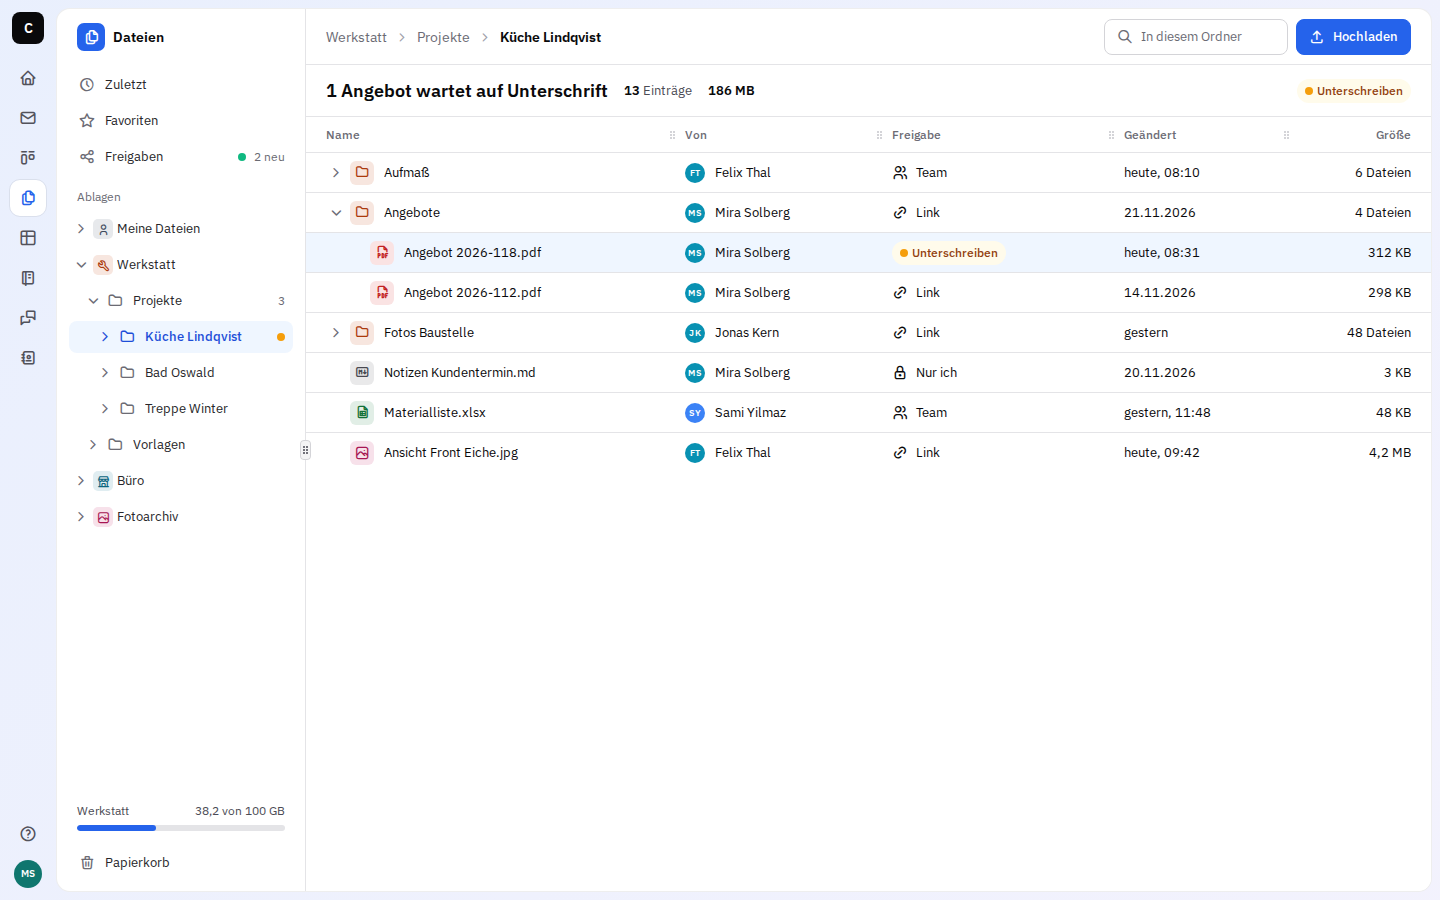 C
Dateien
Werkstatt
Projekte
Küche Lindqvist
In diesem Ordner
Hochladen
Zuletzt
Favoriten
Freigaben
2 neu
Ablagen
Meine Dateien
Werkstatt
Projekte
3
Küche Lindqvist
Bad Oswald
Treppe Winter
Vorlagen
Büro
Fotoarchiv
Werkstatt
38,2 von 100 GB
Papierkorb
MS
1 Angebot wartet auf Unterschrift
13 Einträge
186 MB
Unterschreiben
Name
Von
Freigabe
Geändert
Größe
Aufmaß
FT
Felix Thal
Team
heute, 08:10
6 Dateien
Angebote
MS
Mira Solberg
Link
21.11.2026
4 Dateien
PDF
Angebot 2026-118.pdf
MS
Mira Solberg
Unterschreiben
heute, 08:31
312 KB
PDF
Angebot 2026-112.pdf
MS
Mira Solberg
Link
14.11.2026
298 KB
Fotos Baustelle
JK
Jonas Kern
Link
gestern
48 Dateien
Notizen Kundentermin.md
MS
Mira Solberg
Nur ich
20.11.2026
3 KB
Materialliste.xlsx
SY
Sami Yilmaz
Team
gestern, 11:48
48 KB
Ansicht Front Eiche.jpg
FT
Felix Thal
Link
heute, 09:42
4,2 MB